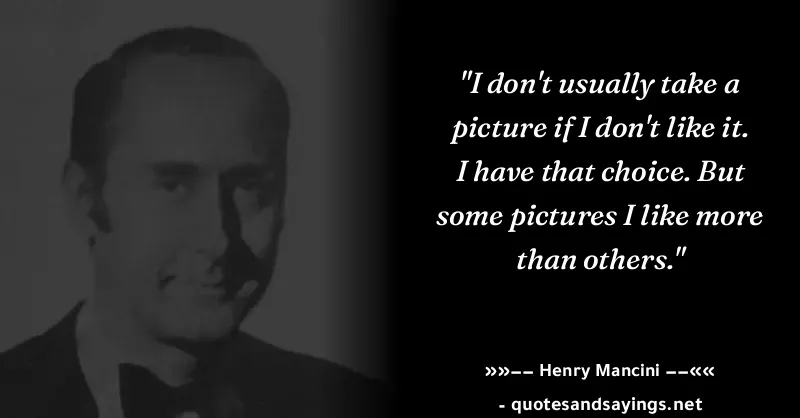 "I don't usually take a
picture if I don't like it.
I have that choice. But
some pictures I like more
than others."
»»−− Henry Mancini −−««
- quotesandsayings.net